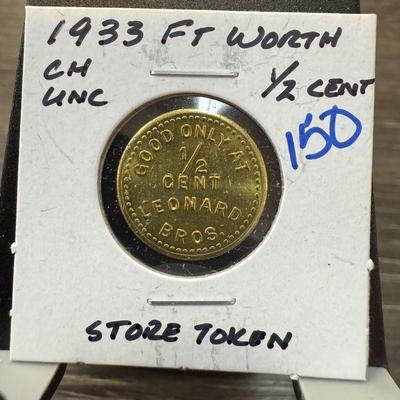 1933 FT WORTH
CH
UNC
1/2 CENT
150
GOOD ONLY AT
1/2
CENT
LEONARD
BROS.
STORE TOKEN